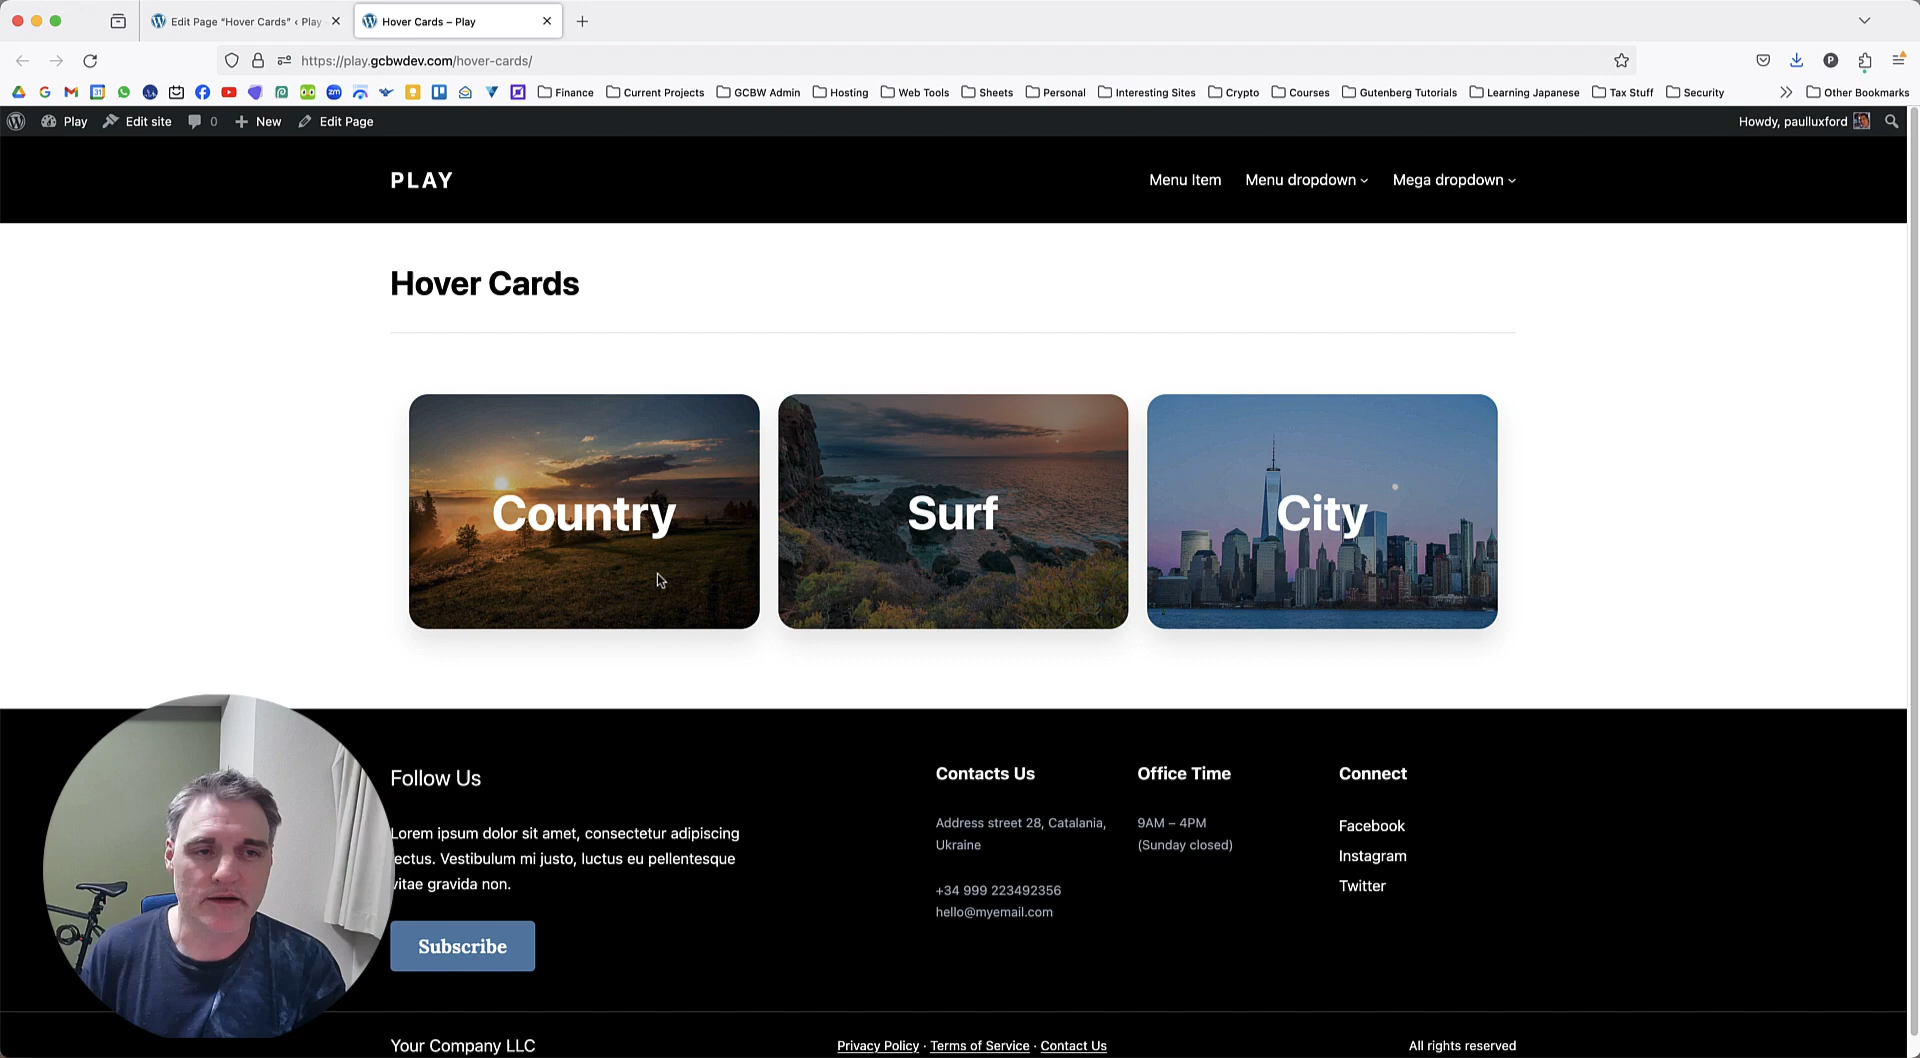 Edit Page “Hover Cards” ‹ Play
Hover Cards – Play
https://play.gcbwdev.com/hover-cards/
Finance
Current Projects
GCBW Admin
Hosting
Web Tools
Sheets
Personal
Interesting Sites
Crypto
Courses
Gutenberg Tutorials
Learning Japanese
Tax Stuff
Security
Other Bookmarks
Play
Edit site
0
New
Edit Page
Howdy, paulluxford
PLAY
Menu Item
Menu dropdown
Mega dropdown
Hover Cards
Country
Surf
City
Follow Us
Lorem ipsum dolor sit amet, consectetur adipiscing
lectus. Vestibulum mi justo, luctus eu pellentesque
vitae gravida non.
Subscribe
Contacts Us
Address street 28, Catalania,
Ukraine
+34 999 223492356
hello@myemail.com
Office Time
9AM – 4PM
(Sunday closed)
Connect
Facebook
Instagram
Twitter
Your Company LLC
Privacy Policy · Terms of Service · Contact Us
All rights reserved